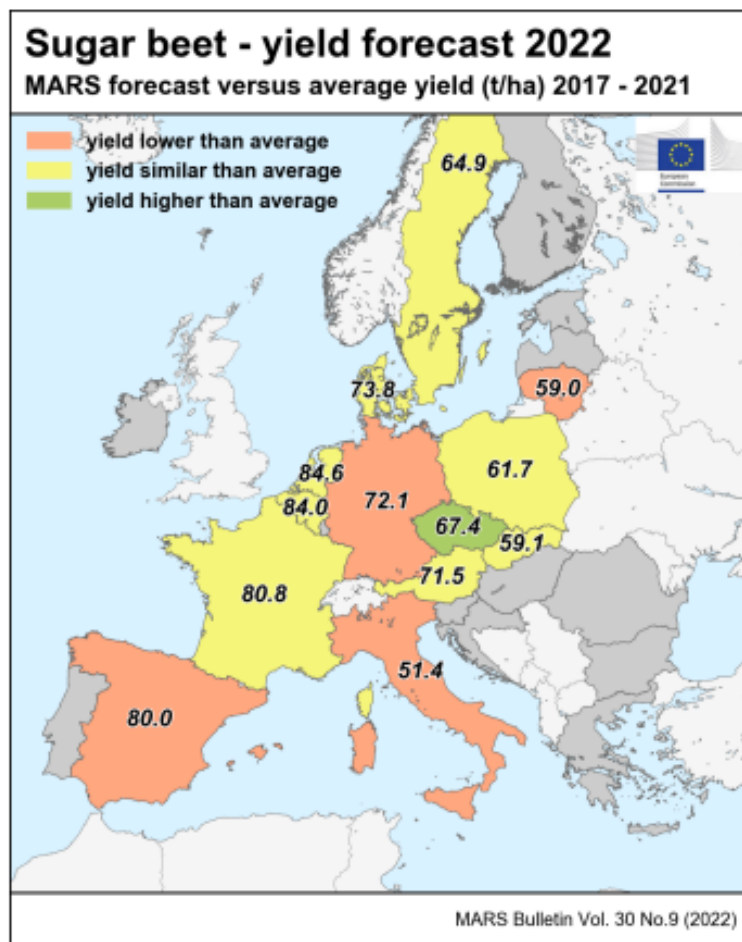 Sugar beet - yield forecast 2022
MARS forecast versus average yield (t/ha) 2017 - 2021
yield lower than average
yield similar than average
yield higher than average
European
Commission
64.9
73.8
59.0
84.6
61.7
84.0
72.1
67.4
59.1
71.5
80.8
51.4
80.0
MARS Bulletin Vol. 30 No.9 (2022)